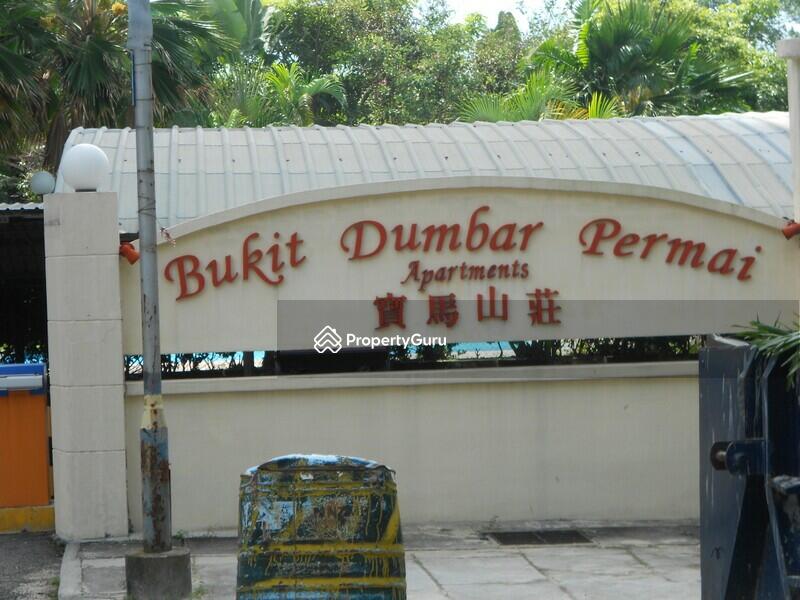 Bukit Dumbar Permai
Apartments
寶馬山莊
PropertyGuru